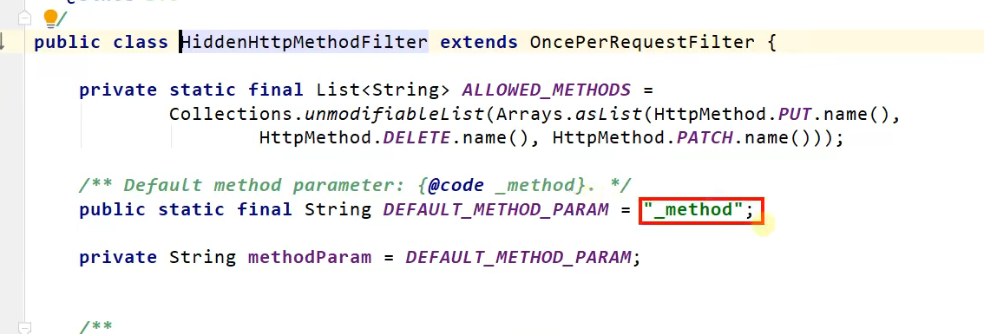 /
public class HiddenHttpMethodFilter extends OncePerRequestFilter {
private static final List<String> ALLOWED_METHODS =
Collections.unmodifiableList(Arrays.asList(HttpMethod.PUT.name(),
HttpMethod.DELETE.name(), HttpMethod.PATCH.name()));
/** Default method parameter: {@code _method}. */
public static final String DEFAULT_METHOD_PARAM = "_method";
private String methodParam = DEFAULT_METHOD_PARAM;
/**